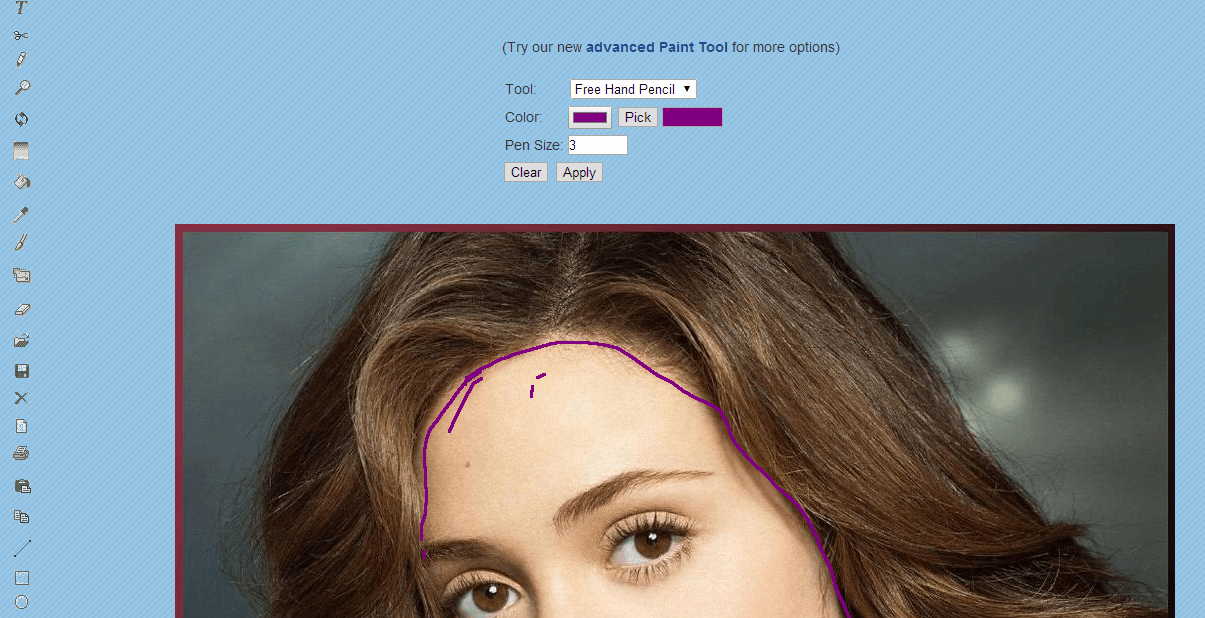 (Try our new advanced Paint Tool for more options)
Tool: Free Hand Pencil
Color: Pick
Pen Size: 3
Clear Apply
T